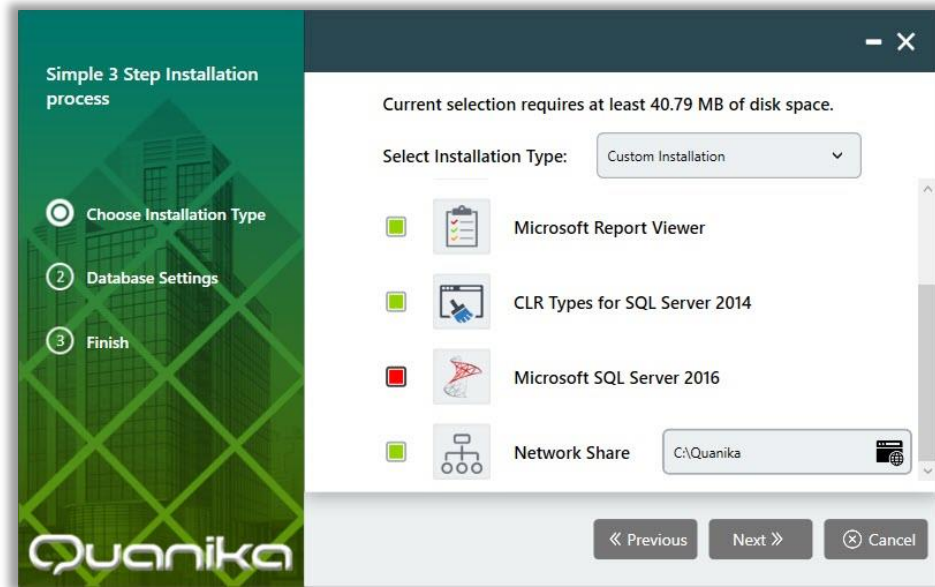 Simple 3 Step Installation
process
Choose Installation Type
2 Database Settings
3 Finish
Quanika
Current selection requires at least 40.79 MB of disk space.
Select Installation Type: Custom Installation
Microsoft Report Viewer
CLR Types for SQL Server 2014
Microsoft SQL Server 2016
Network Share C:\Quanika
Previous Next Cancel